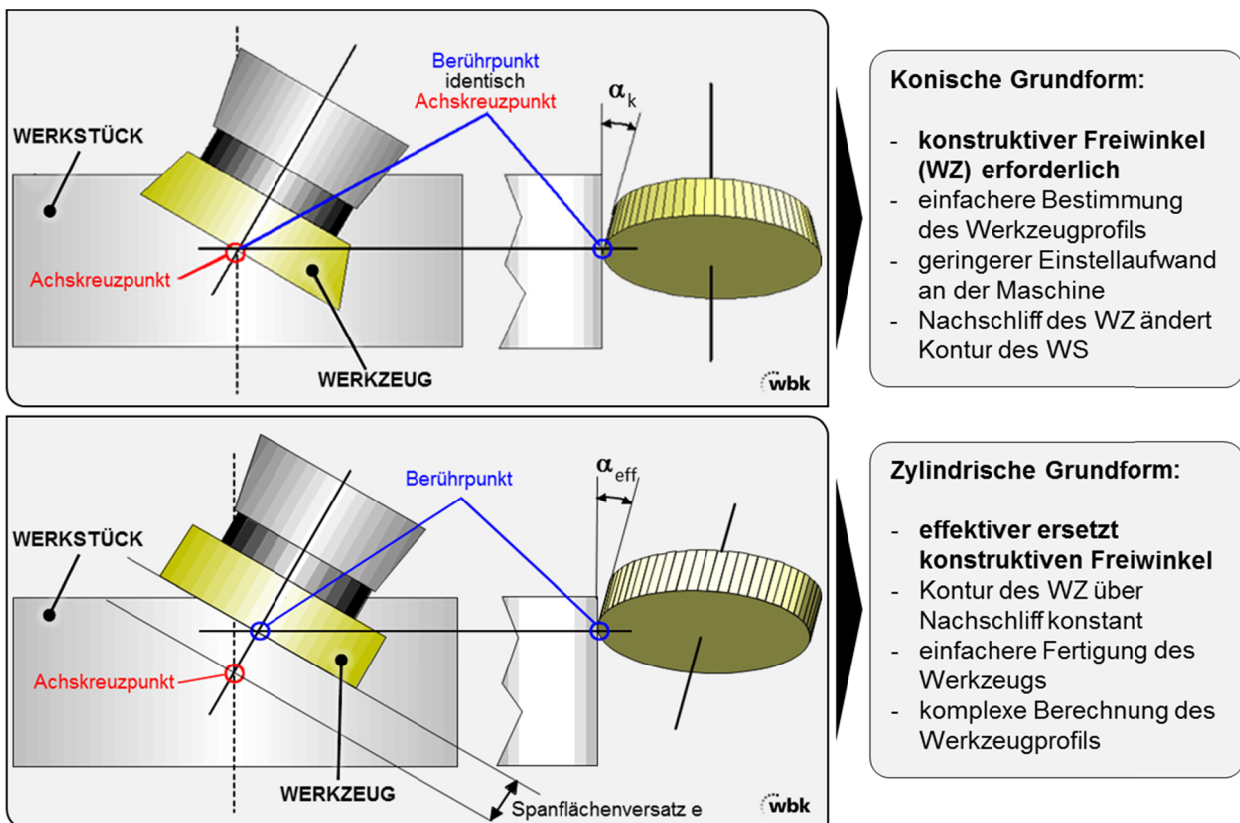 Berührpunkt
identisch
Achskreuzpunkt
αk
WERKSTÜCK
Achskreuzpunkt
WERKZEUG
wbk
Konische Grundform:
- konstruktiver Freiwinkel
(WZ) erforderlich
- einfachere Bestimmung
des Werkzeugprofils
- geringerer Einstellaufwand
an der Maschine
- Nachschliff des WZ ändert
Kontur des WS
αeff
Berührpunkt
WERKSTÜCK
Achskreuzpunkt
WERKZEUG
Spanflächenversatz e
wbk
Zylindrische Grundform:
- effektiver ersetzt
konstruktiven Freiwinkel
- Kontur des WZ über
Nachschliff konstant
- einfachere Fertigung des
Werkzeugs
- komplexe Berechnung des
Werkzeugprofils